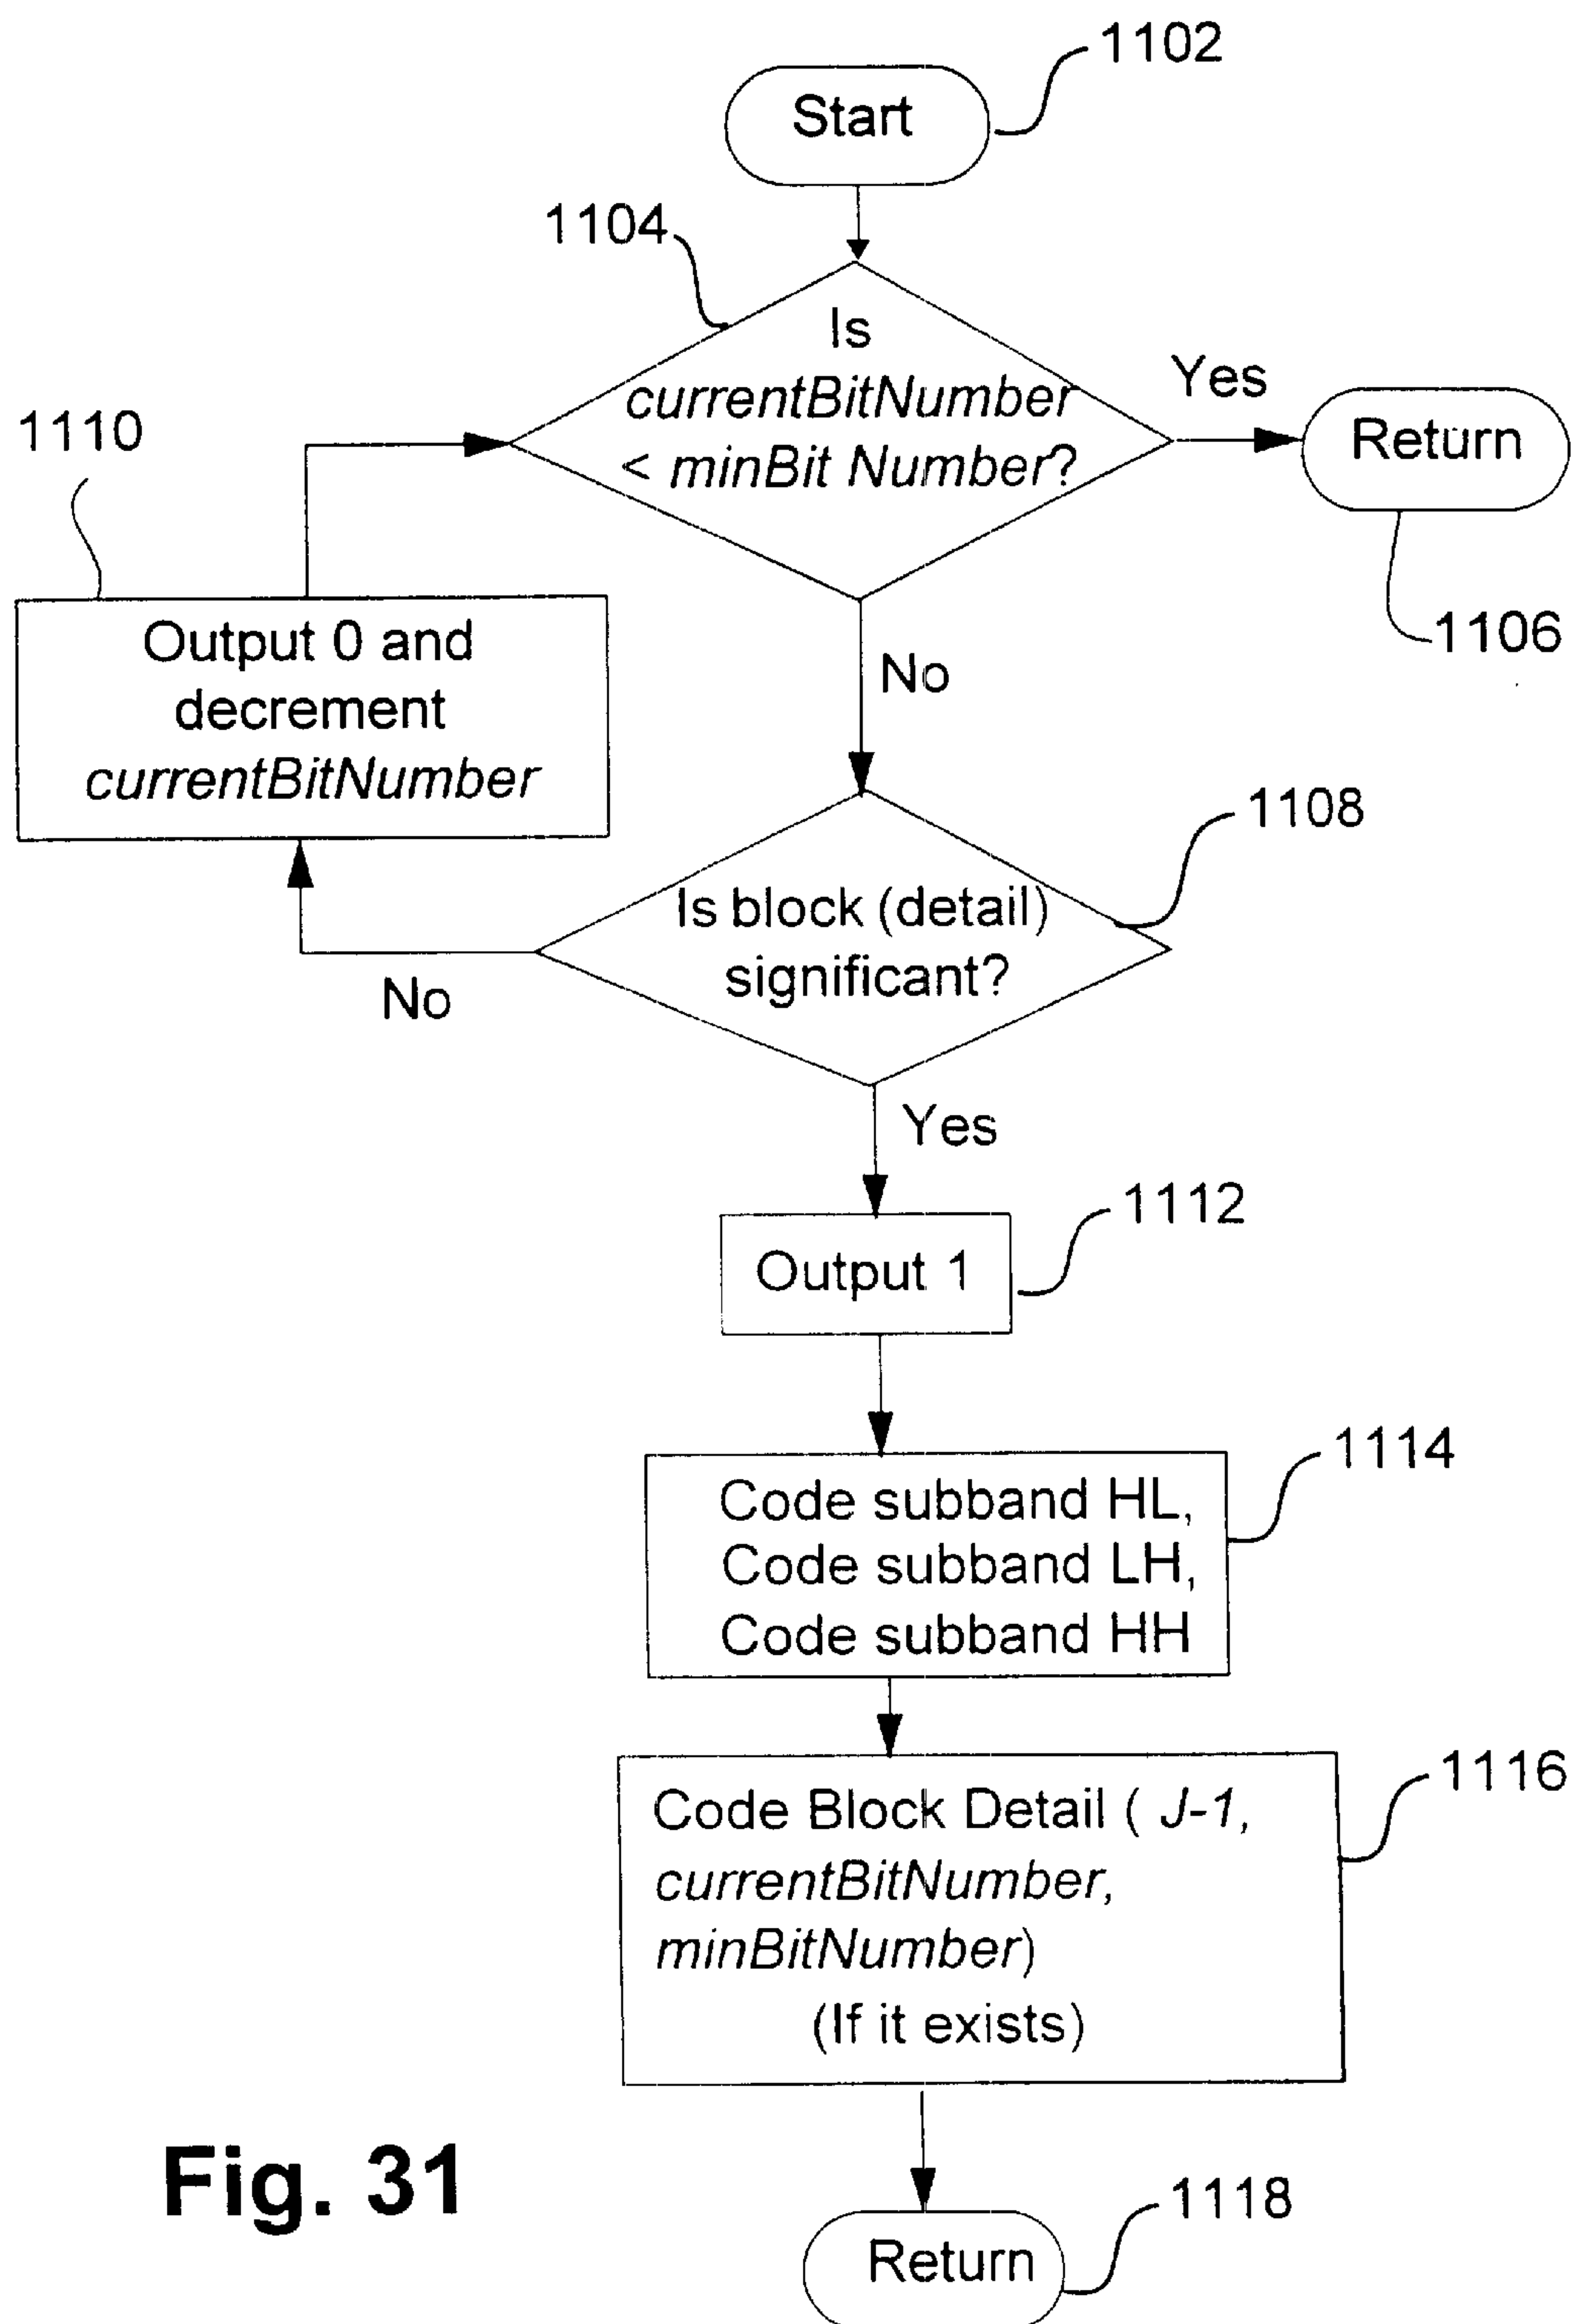 1102
Start
1104
Is
currentBitNumber
< minBit Number?
Yes
Return
1106
1110
Output 0 and
decrement
currentBitNumber
No
1108
Is block (detail)
significant?
No
Yes
1112
Output 1
1114
Code subband HL,
Code subband LH,
Code subband HH
1116
Code Block Detail ( J-1,
currentBitNumber,
minBitNumber)
(If it exists)
Fig. 31
1118
Return